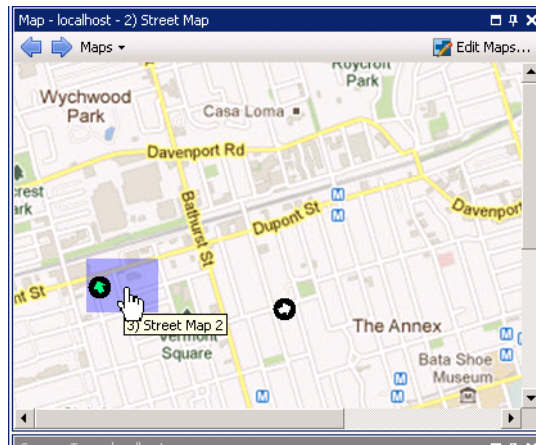 Map - localhost - 2) Street Map
Maps
Edit Maps...
Roycroft
Park
Wychwood
Park
Casa Loma
Davenport Rd
crest
ark
Bathurst St
M
Dupont St
M
Davenport
nt St
3) Street Map 2
Vermont
Square
The Annex
M
Bata Shoe
Museum
M
M
M
M